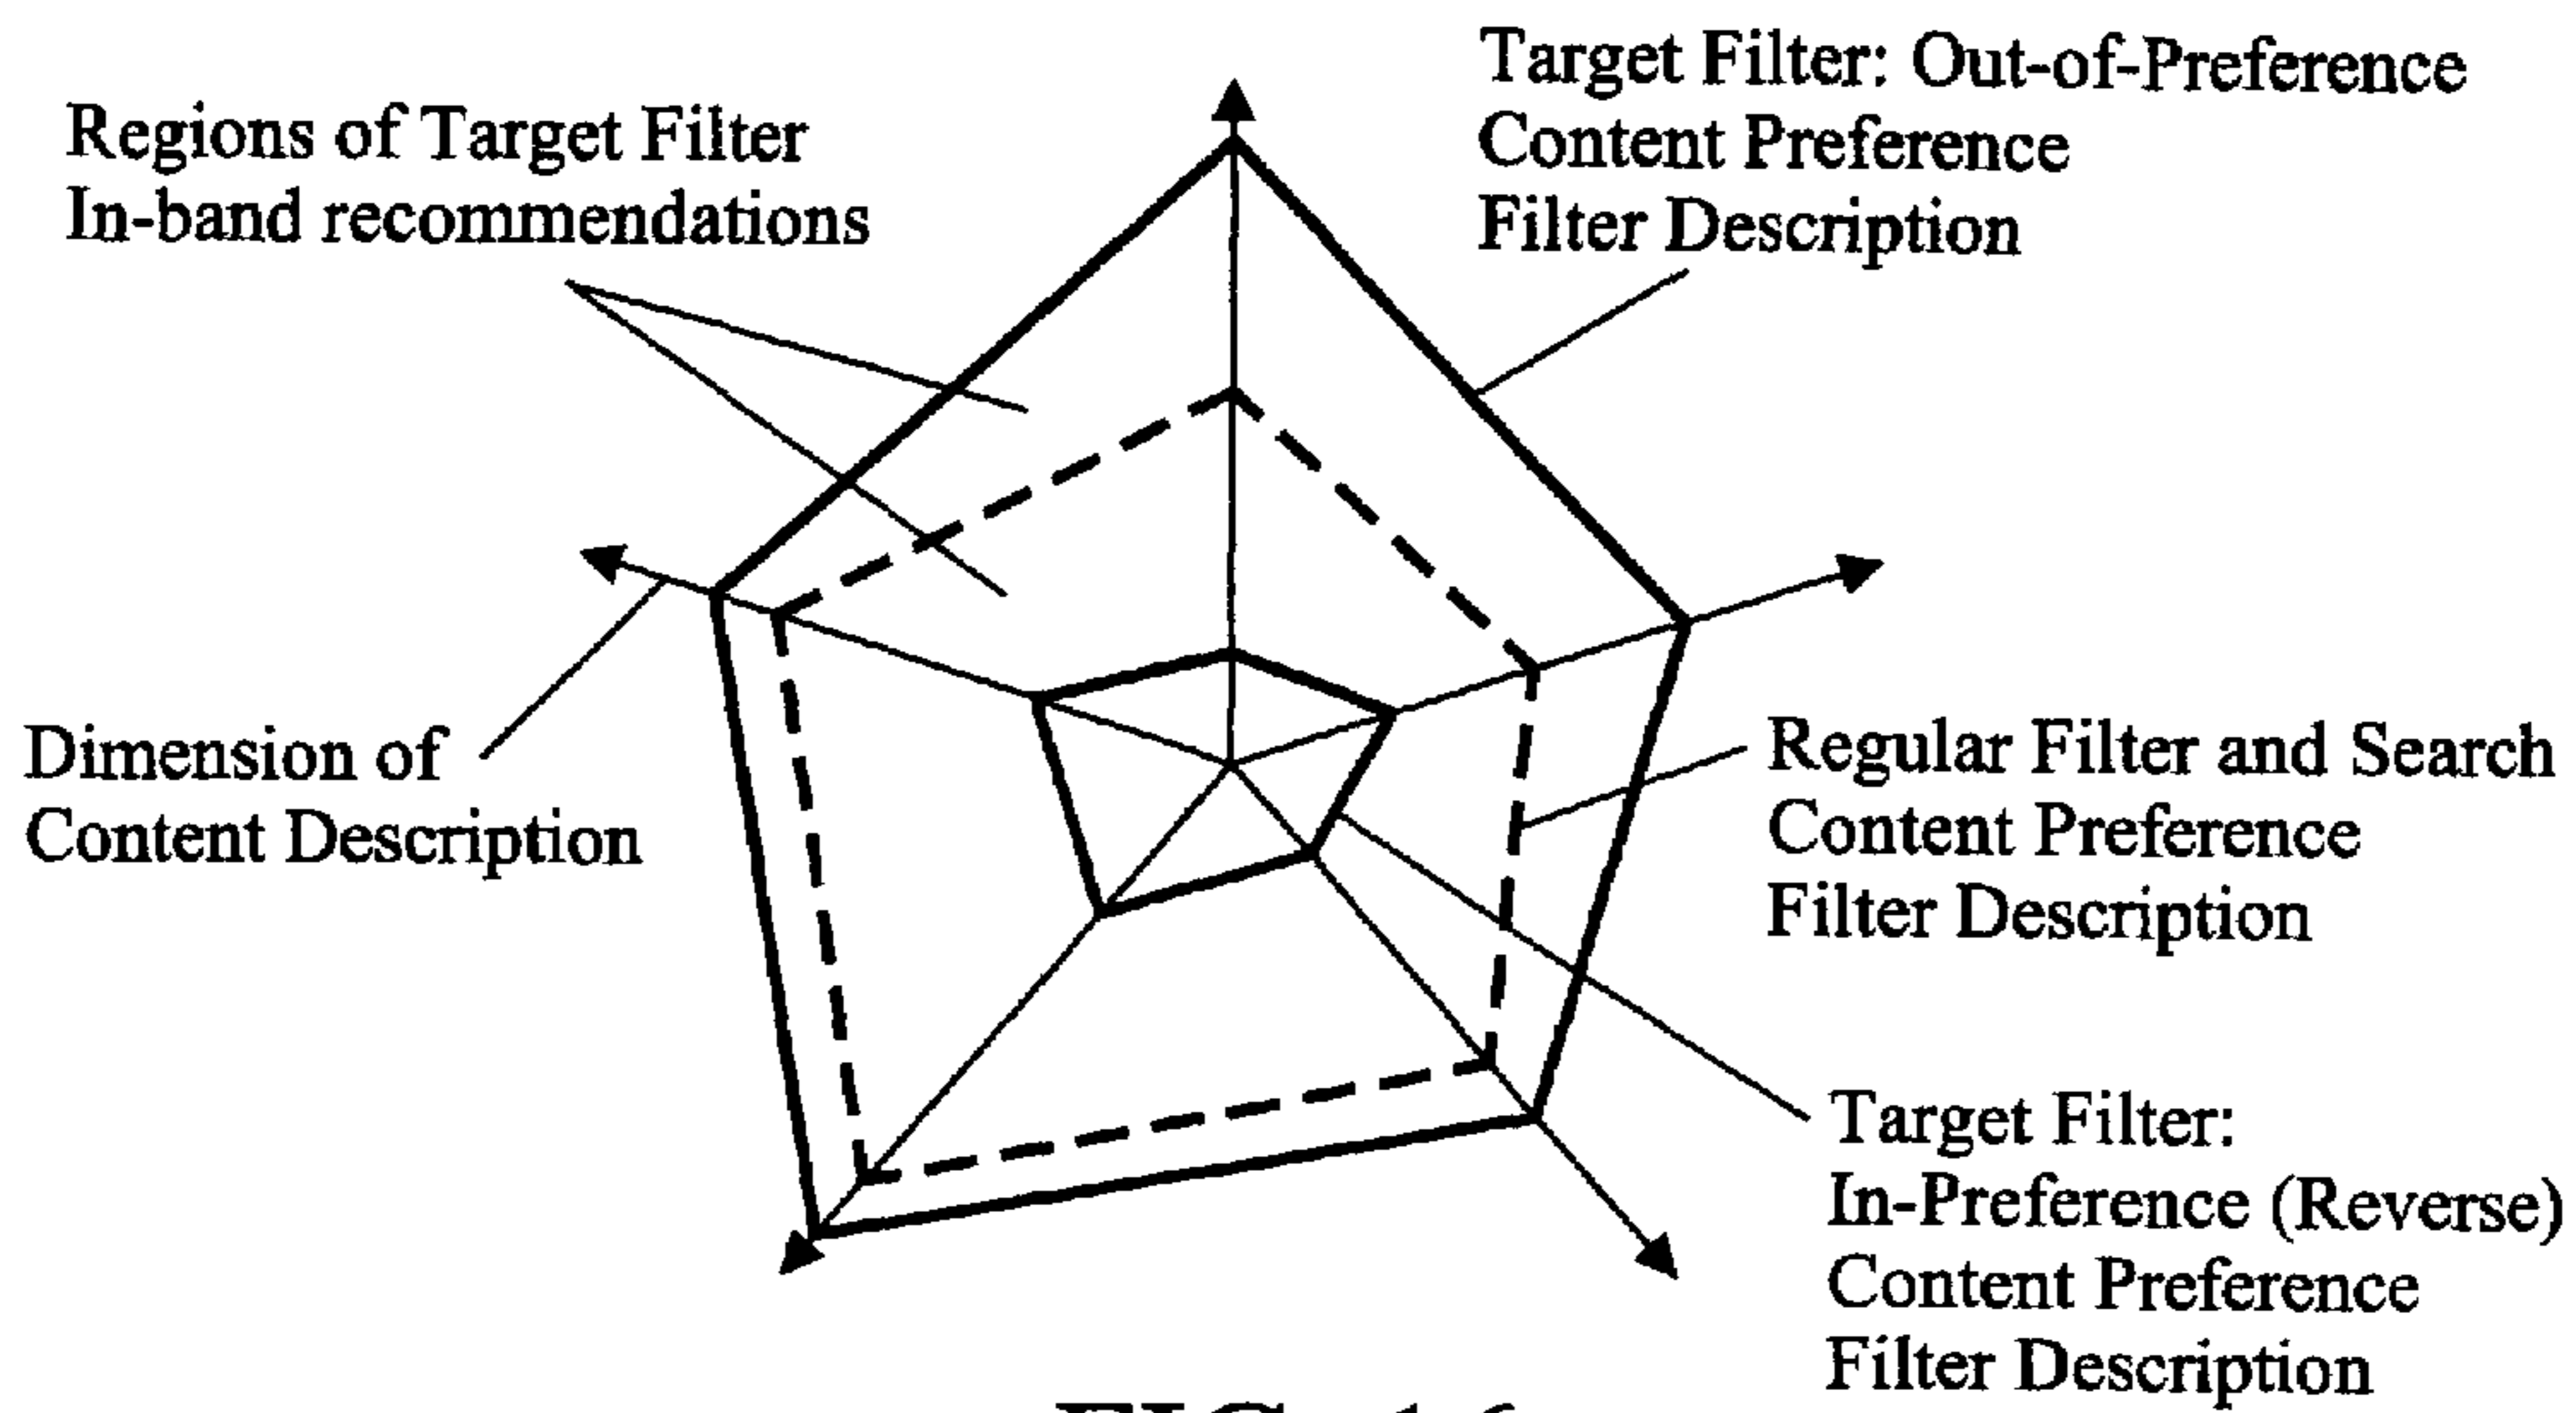 Regions of Target Filter
In-band recommendations
Target Filter: Out-of-Preference
Content Preference
Filter Description
Dimension of
Content Description
Regular Filter and Search
Content Preference
Filter Description
Target Filter:
In-Preference (Reverse)
Content Preference
Filter Description